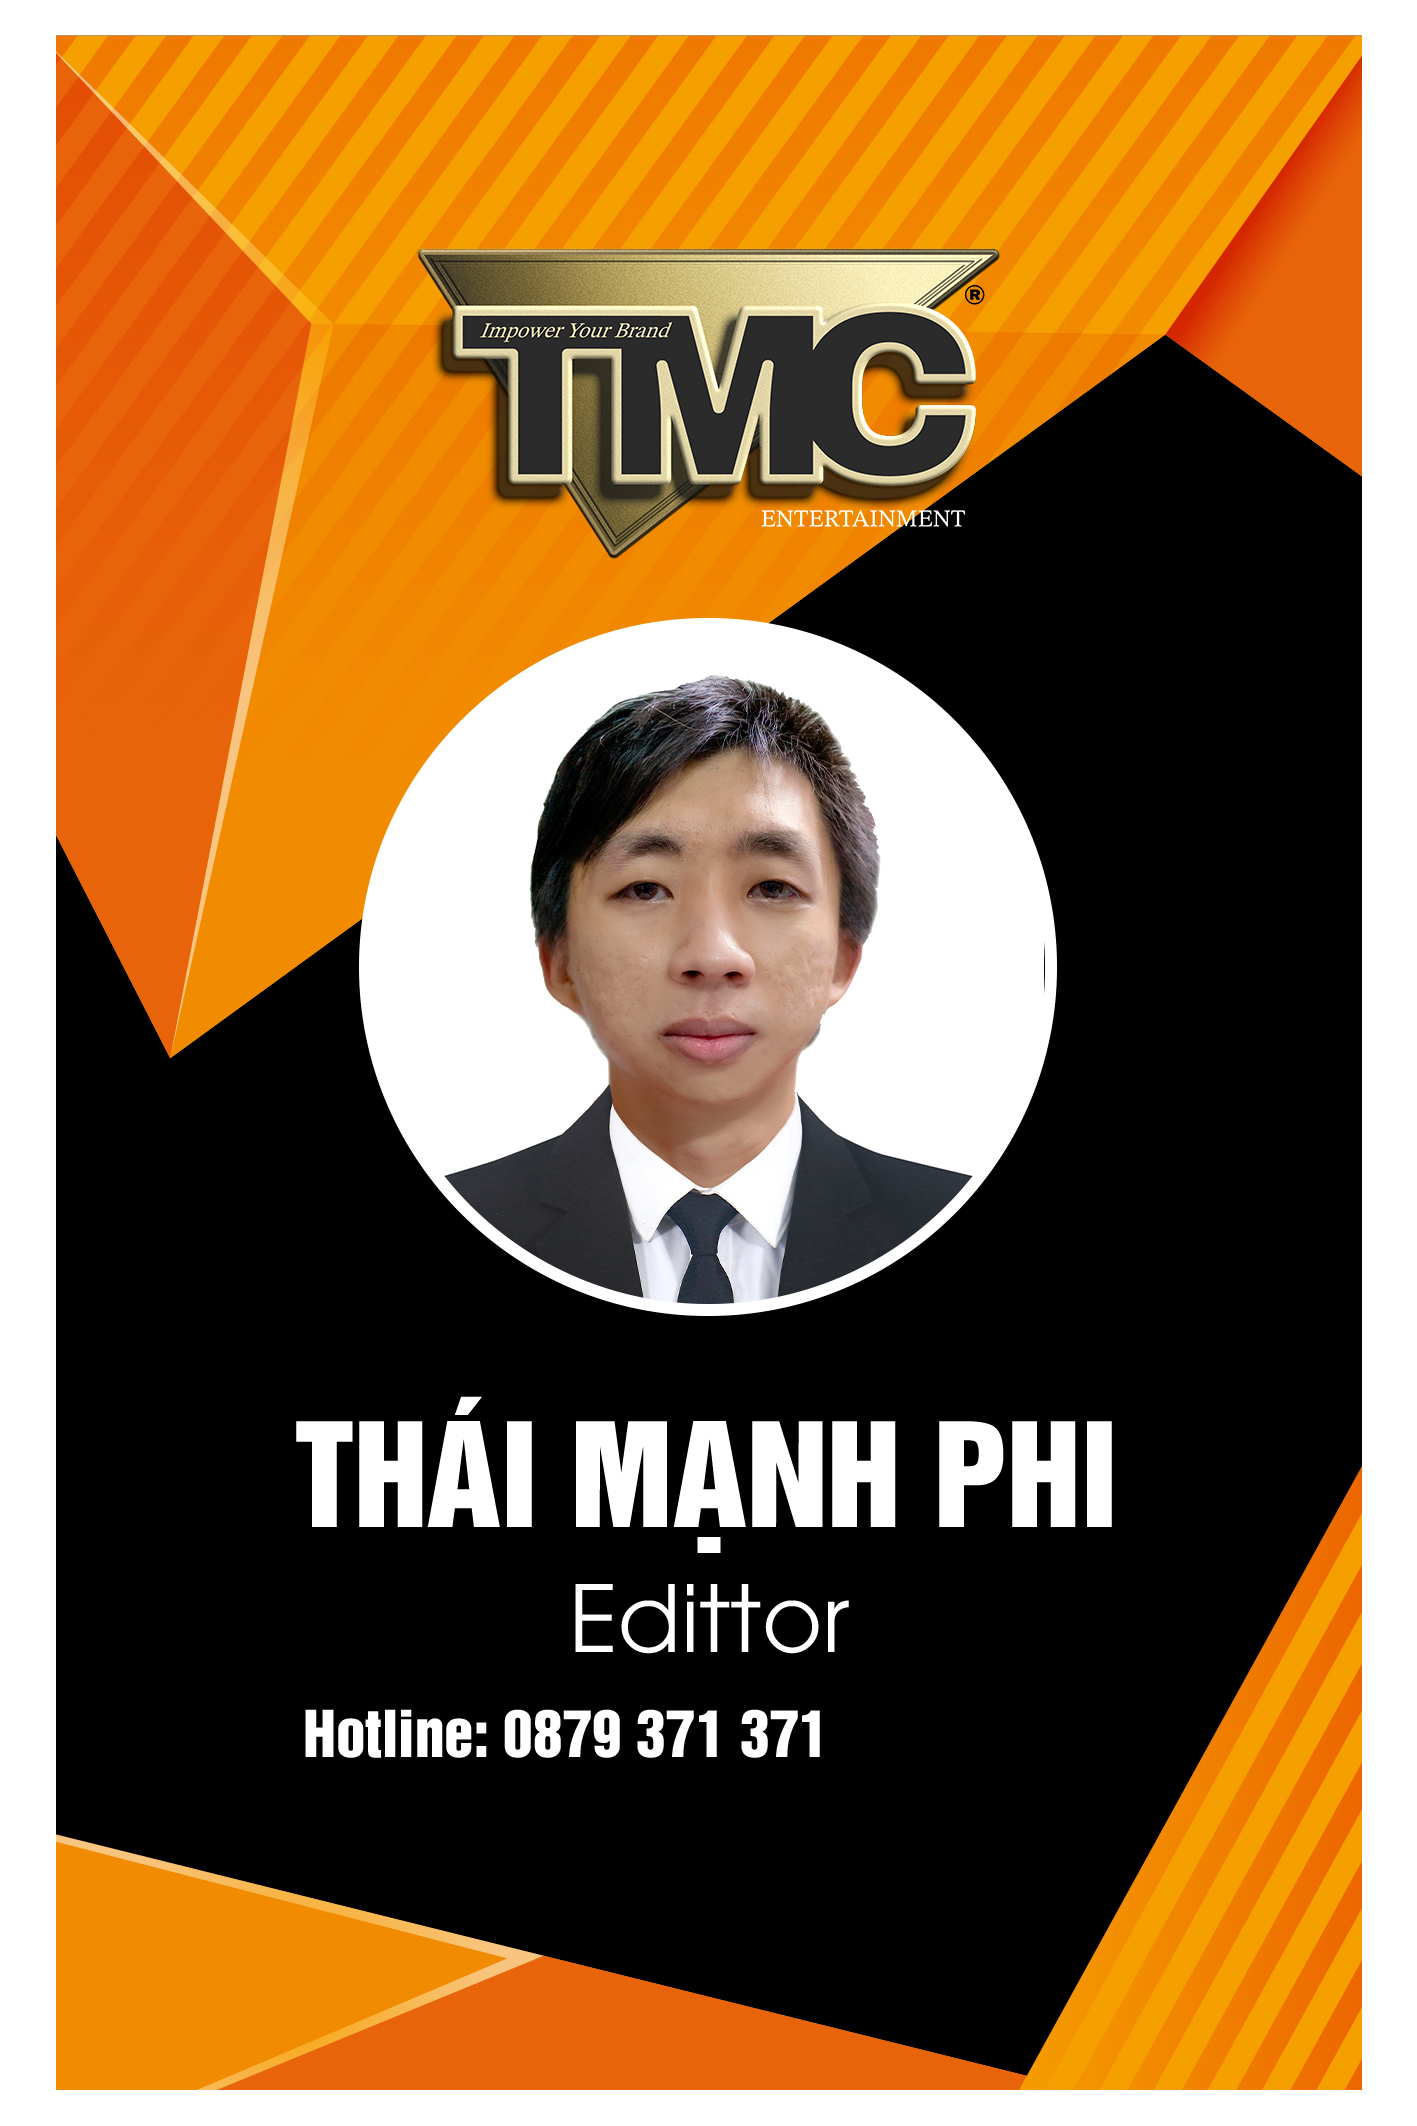 Impower Your Brand
TMC®
ENTERTAINMENT
THÁI MẠNH PHI
Edittor
Hotline: 0879 371 371